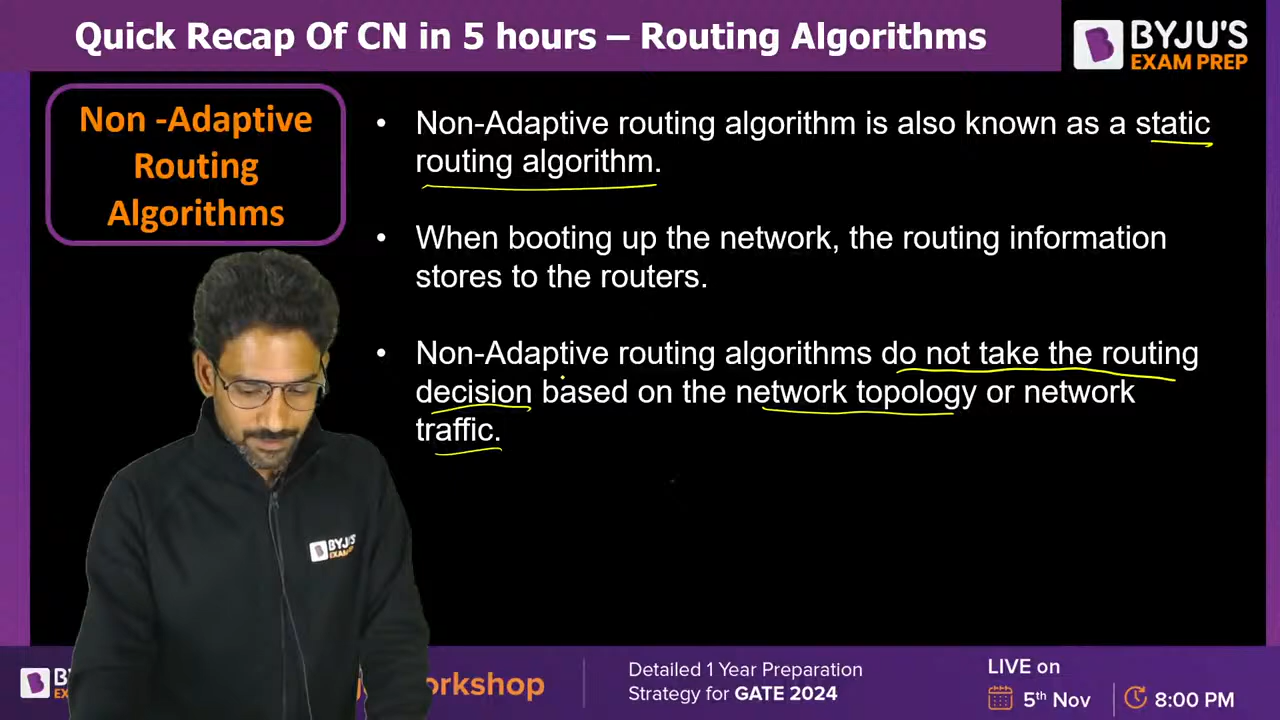 Quick Recap Of CN in 5 hours – Routing Algorithms
BYJU'S
EXAM PREP
Non -Adaptive
Routing
Algorithms
• Non-Adaptive routing algorithm is also known as a static
routing algorithm.
• When booting up the network, the routing information
stores to the routers.
• Non-Adaptive routing algorithms do not take the routing
decision based on the network topology or network
traffic.
BYJU'S
EXAM PREP
orkshop
Detailed 1 Year Preparation
Strategy for GATE 2024
LIVE on
5th Nov
8:00 PM